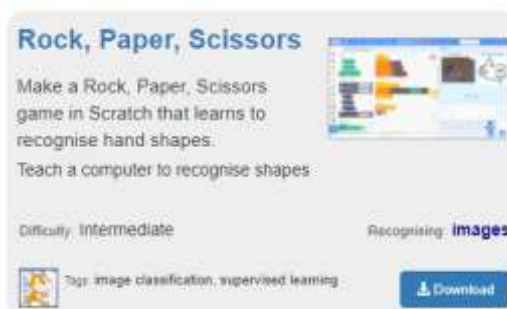 Rock, Paper, Scissors
Make a Rock, Paper, Scissors
game in Scratch that learns to
recognise hand shapes.
Teach a computer to recognise shapes
Difficulty: Intermediate
Recognising: images
Tags: image classification, supervised learning
Download